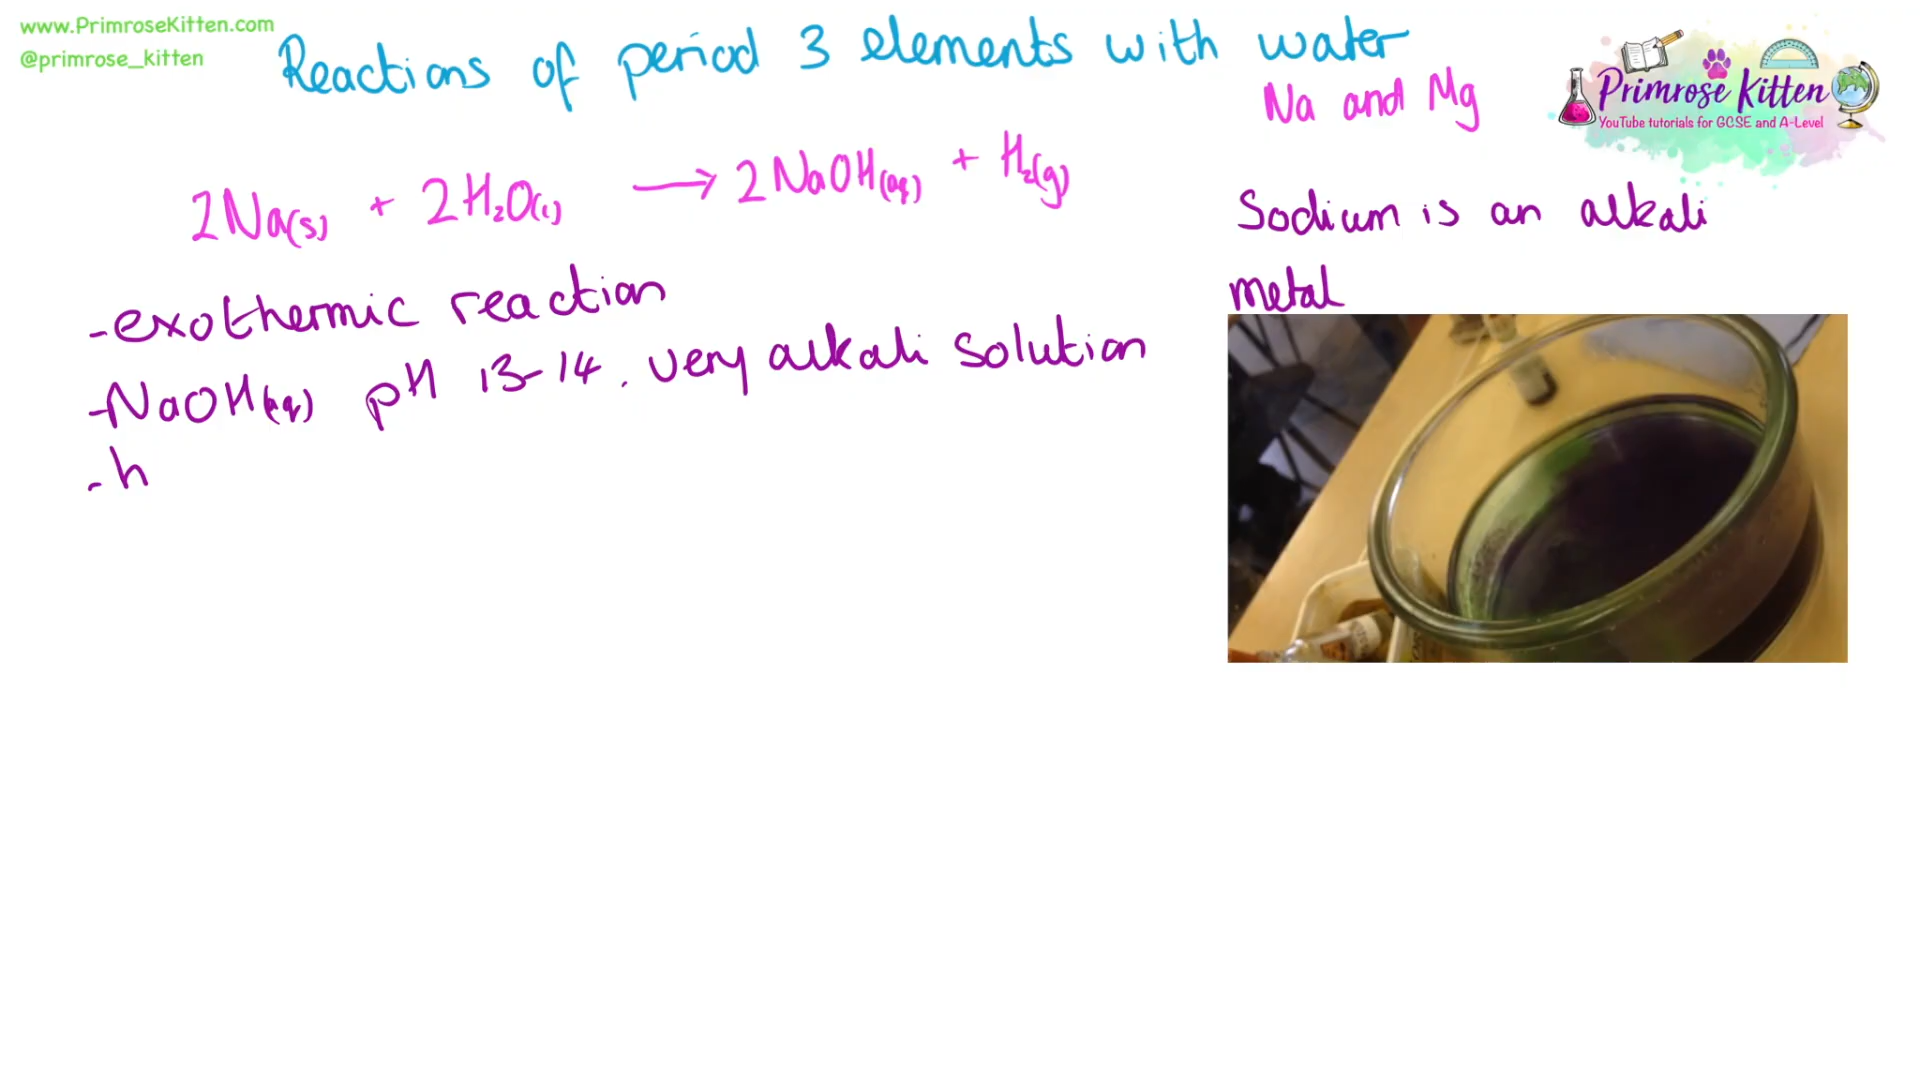 www.PrimroseKitten.com
@primrose_kitten
Reactions of period 3 elements with water
Na and Mg
Primrose Kitten
YouTube tutorials for GCSE and A-Level
2Na(s) + 2H₂O(l) → 2NaOH(aq) + H₂(g)
Sodium is an alkali
metal
-exothermic reaction
-NaOH(aq) pH 13-14. very alkali solution
-h